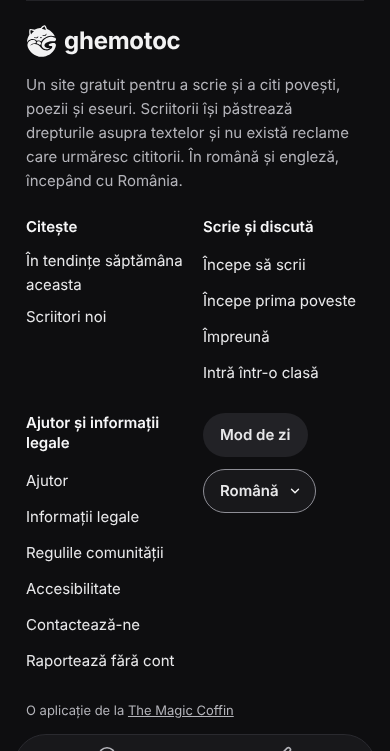 ghemotoc
Un site gratuit pentru a scrie și a citi povești,
poezii și eseuri. Scriitorii își păstrează
drepturile asupra textelor și nu există reclame
care urmăresc cititorii. În română și engleză,
începând cu România.
Citește
În tendințe săptămâna
aceasta
Scriitori noi
Scrie și discută
Începe să scrii
Începe prima poveste
Împreună
Intră într-o clasă
Ajutor și informații
legale
Ajutor
Informații legale
Regulile comunității
Accesibilitate
Contactează-ne
Raportează fără cont
Mod de zi
Română
O aplicație de la The Magic Coffin